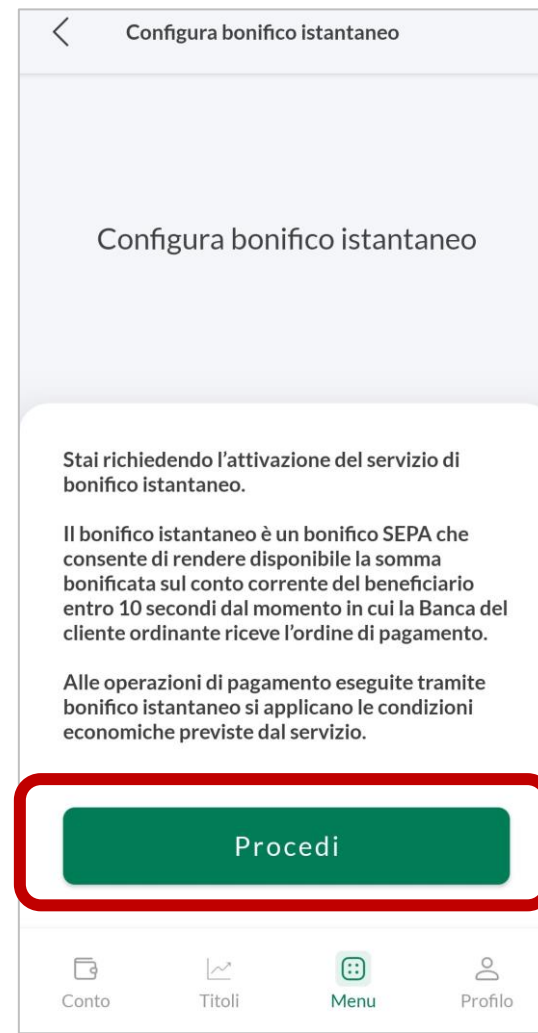 Configura bonifico istantaneo
Configura bonifico istantaneo
Stai richiedendo l’attivazione del servizio di
bonifico istantaneo.
Il bonifico istantaneo è un bonifico SEPA che
consente di rendere disponibile la somma
bonificata sul conto corrente del beneficiario
entro 10 secondi dal momento in cui la Banca del
cliente ordinante riceve l’ordine di pagamento.
Alle operazioni di pagamento eseguite tramite
bonifico istantaneo si applicano le condizioni
economiche previste dal servizio.
Procedi
Conto Titoli Menu Profilo